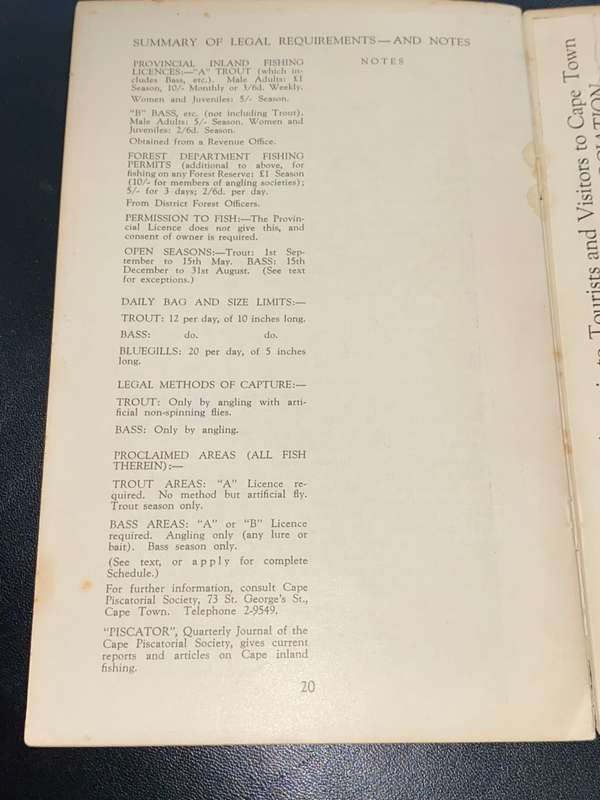 SUMMARY OF LEGAL REQUIREMENTS—AND NOTES
PROVINCIAL INLAND FISHING
LICENCES:—"A" TROUT (which in-
cludes Bass, etc.). Male Adults: £1
Season, 10/- Monthly or 3/6d. Weekly.
Women and Juveniles: 5/- Season.
"B" BASS, etc. (not including Trout).
Male Adults: 5/- Season. Women and
Juveniles: 2/6d. Season.
Obtained from a Revenue Office.
FOREST DEPARTMENT FISHING
PERMITS (additional to above, for
fishing on any Forest Reserve: £1 Season
(10/- for members of angling societies);
5/- for 3 days; 2/6d. per day.
From District Forest Officers.
PERMISSION TO FISH:—The Provin-
cial Licence does not give this, and
consent of owner is required.
OPEN SEASONS:—Trout: 1st Sep-
tember to 15th May. BASS: 15th
December to 31st August. (See text
for exceptions.)
DAILY BAG AND SIZE LIMITS:—
TROUT: 12 per day, of 10 inches long.
BASS: do. do.
BLUEGILLS: 20 per day, of 5 inches
long.
LEGAL METHODS OF CAPTURE:—
TROUT: Only by angling with arti-
ficial non-spinning flies.
BASS: Only by angling.
PROCLAIMED AREAS (ALL FISH
THEREIN):—
TROUT AREAS: "A" Licence re-
quired. No method but artificial fly.
Trout season only.
BASS AREAS: "A" or "B" Licence
required. Angling only (any lure or
bait). Bass season only.
(See text, or apply for complete
Schedule.)
For further information, consult Cape
Piscatorial Society, 73 St. George's St.,
Cape Town. Telephone 2-9549.
"PISCATOR", Quarterly Journal of the
Cape Piscatorial Society, gives current
reports and articles on Cape inland
fishing.
NOTES
20
to Tourists and Visitors to Cape Town